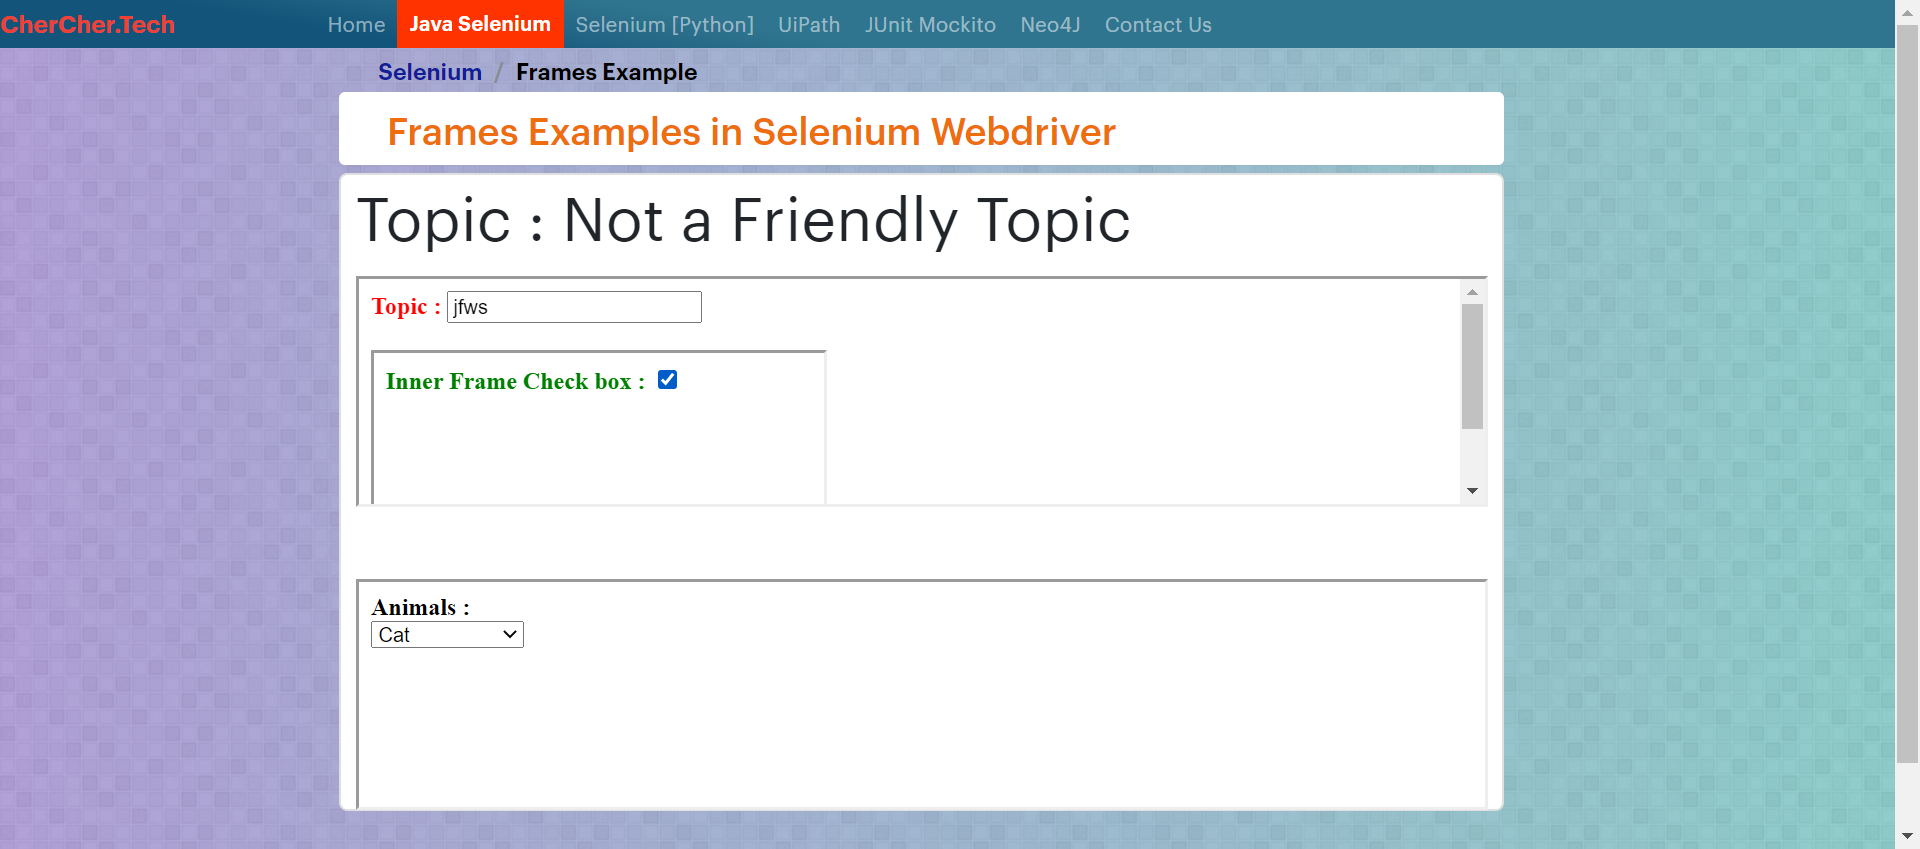 CherCher.Tech Home Java Selenium Selenium [Python] UiPath JUnit Mockito Neo4J Contact Us
Selenium / Frames Example
Frames Examples in Selenium Webdriver
Topic : Not a Friendly Topic
Topic : jfws
Inner Frame Check box :
Animals :
Cat